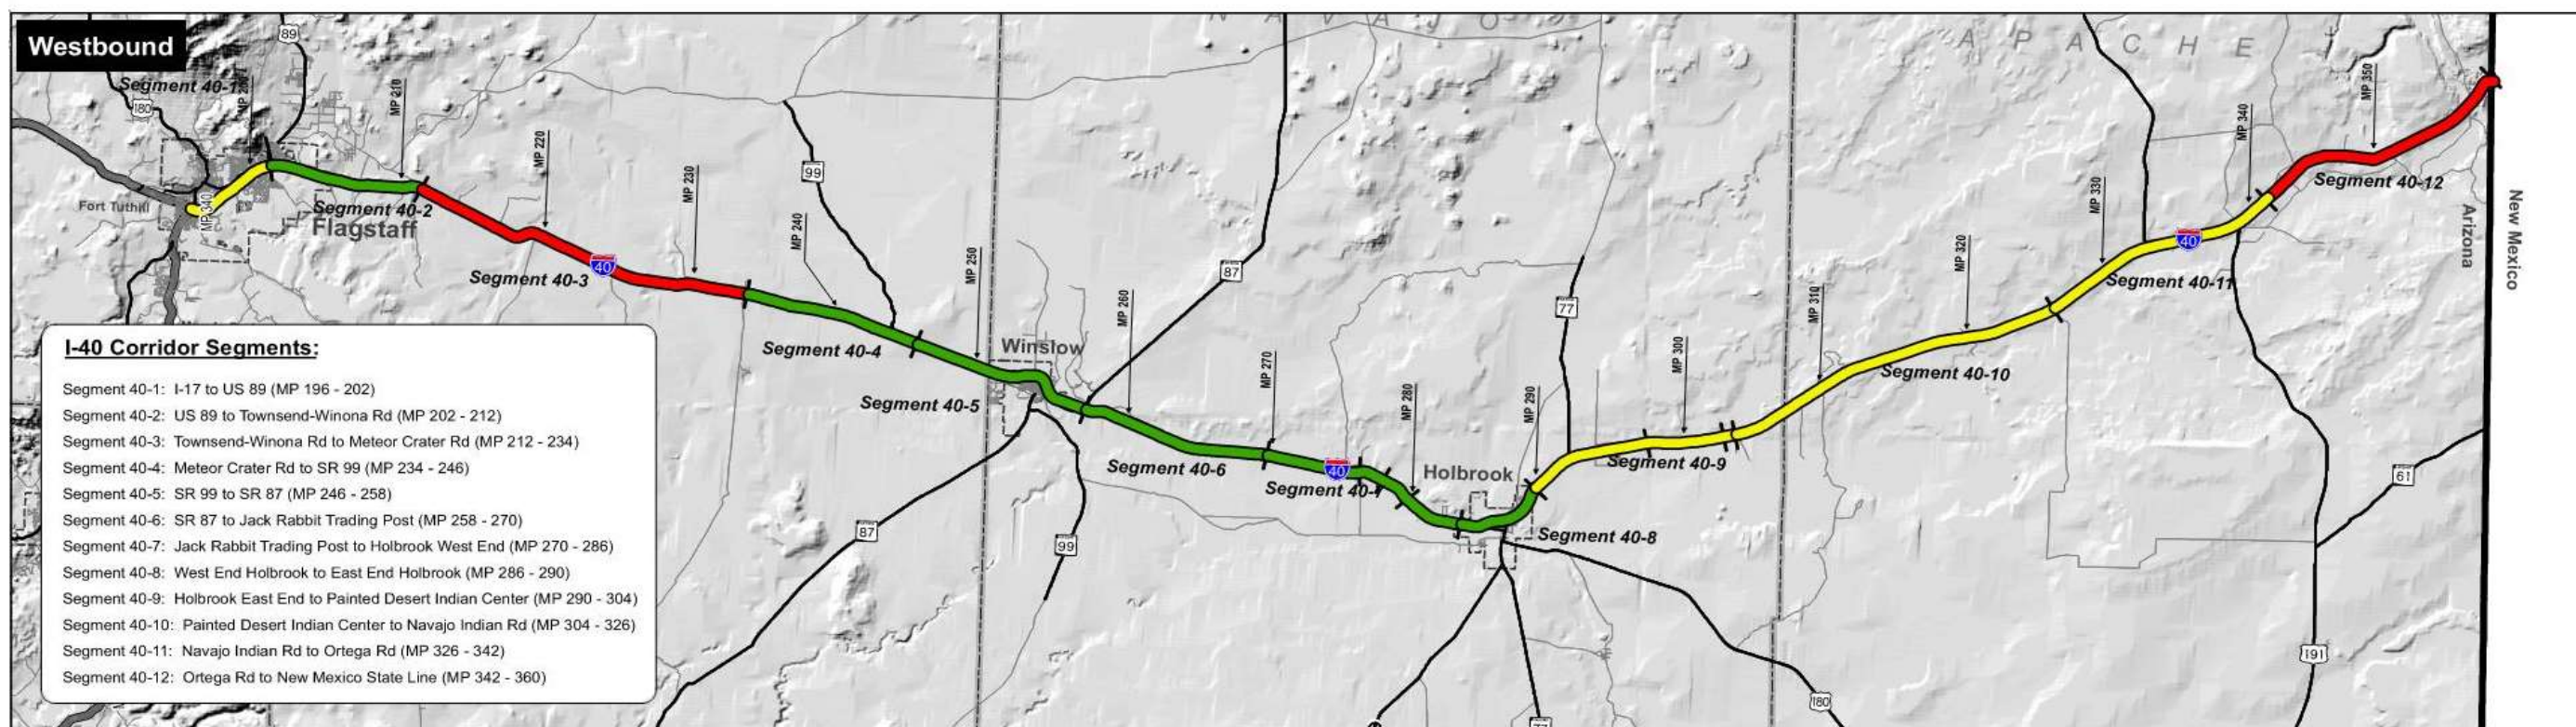 Westbound
N A V A J O
A P A C H E
89
Segment 40-1
180
MP 200
MP 210
MP 220
MP 230
MP 240
MP 250
MP 260
MP 270
MP 280
MP 290
MP 300
MP 310
MP 320
MP 330
MP 340
MP 350
Fort Tuthill
MP 340
Segment 40-2
Flagstaff
99
87
77
40
Segment 40-3
Segment 40-4
Winslow
Segment 40-5
Segment 40-6
40
Segment 40-7
Holbrook
Segment 40-8
Segment 40-9
Segment 40-10
Segment 40-11
40
Segment 40-12
Arizona
New Mexico
87
99
61
191
180
77
I-40 Corridor Segments:
Segment 40-1: I-17 to US 89 (MP 196 - 202)
Segment 40-2: US 89 to Townsend-Winona Rd (MP 202 - 212)
Segment 40-3: Townsend-Winona Rd to Meteor Crater Rd (MP 212 - 234)
Segment 40-4: Meteor Crater Rd to SR 99 (MP 234 - 246)
Segment 40-5: SR 99 to SR 87 (MP 246 - 258)
Segment 40-6: SR 87 to Jack Rabbit Trading Post (MP 258 - 270)
Segment 40-7: Jack Rabbit Trading Post to Holbrook West End (MP 270 - 286)
Segment 40-8: West End Holbrook to East End Holbrook (MP 286 - 290)
Segment 40-9: Holbrook East End to Painted Desert Indian Center (MP 290 - 304)
Segment 40-10: Painted Desert Indian Center to Navajo Indian Rd (MP 304 - 326)
Segment 40-11: Navajo Indian Rd to Ortega Rd (MP 326 - 342)
Segment 40-12: Ortega Rd to New Mexico State Line (MP 342 - 360)